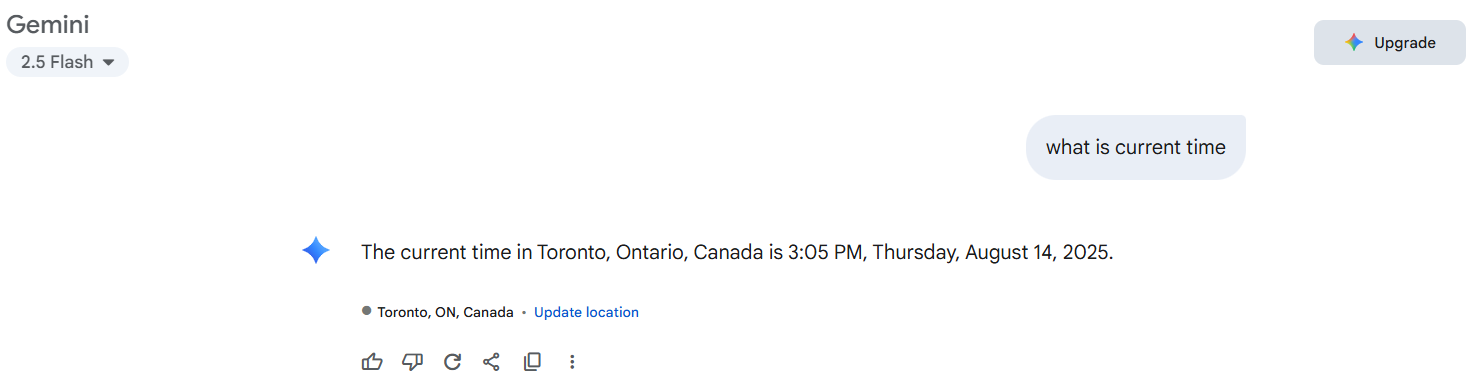 Gemini
Upgrade
2.5 Flash
what is current time
The current time in Toronto, Ontario, Canada is 3:05 PM, Thursday, August 14, 2025.
Toronto, ON, Canada • Update location